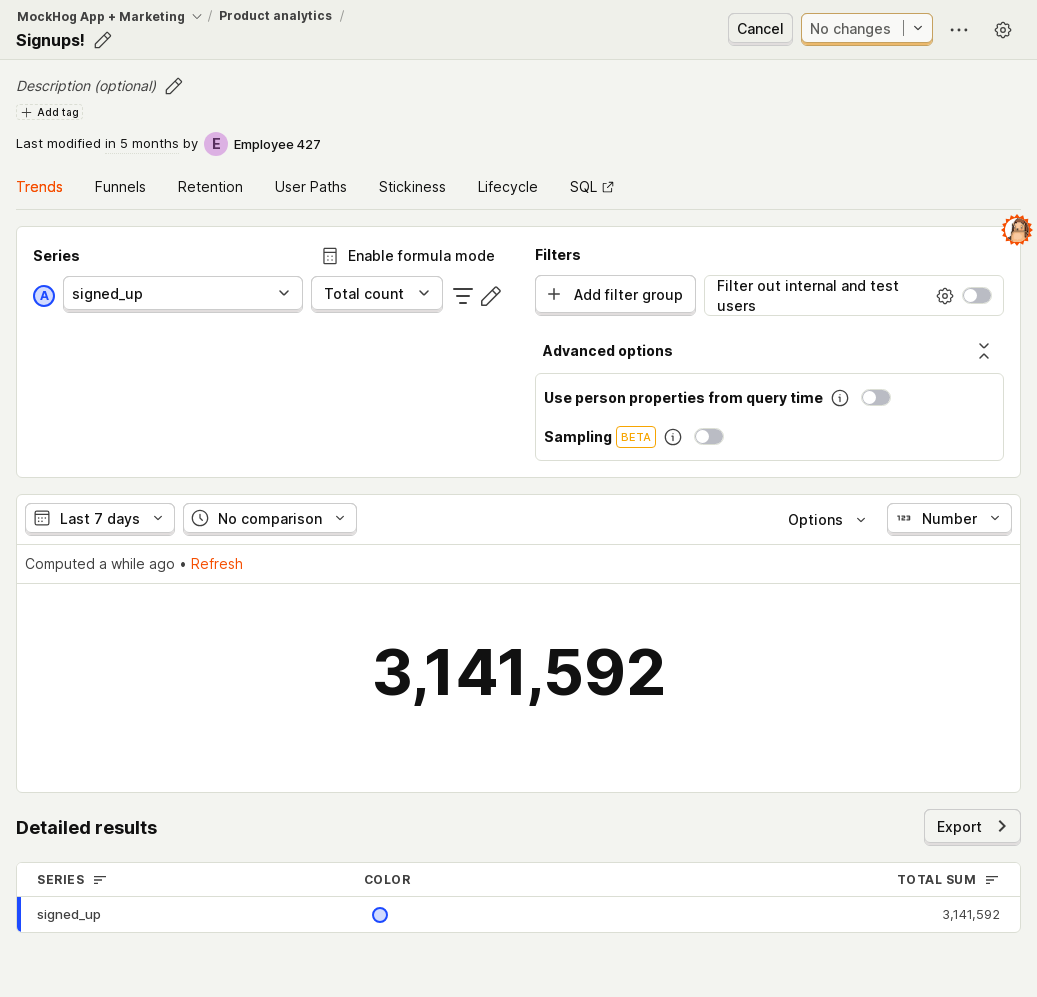 MockHog App + Marketing / Product analytics /
Signups!
Cancel
No changes
Description (optional)
Add tag
Last modified in 5 months by E Employee 427
Trends Funnels Retention User Paths Stickiness Lifecycle SQL
Series
Enable formula mode
A signed_up Total count
Filters
Add filter group
Filter out internal and test users
Advanced options
Use person properties from query time
Sampling BETA
Last 7 days No comparison Options 123 Number
Computed a while ago • Refresh
3,141,592
Detailed results
Export
SERIES COLOR TOTAL SUM
signed_up 3,141,592